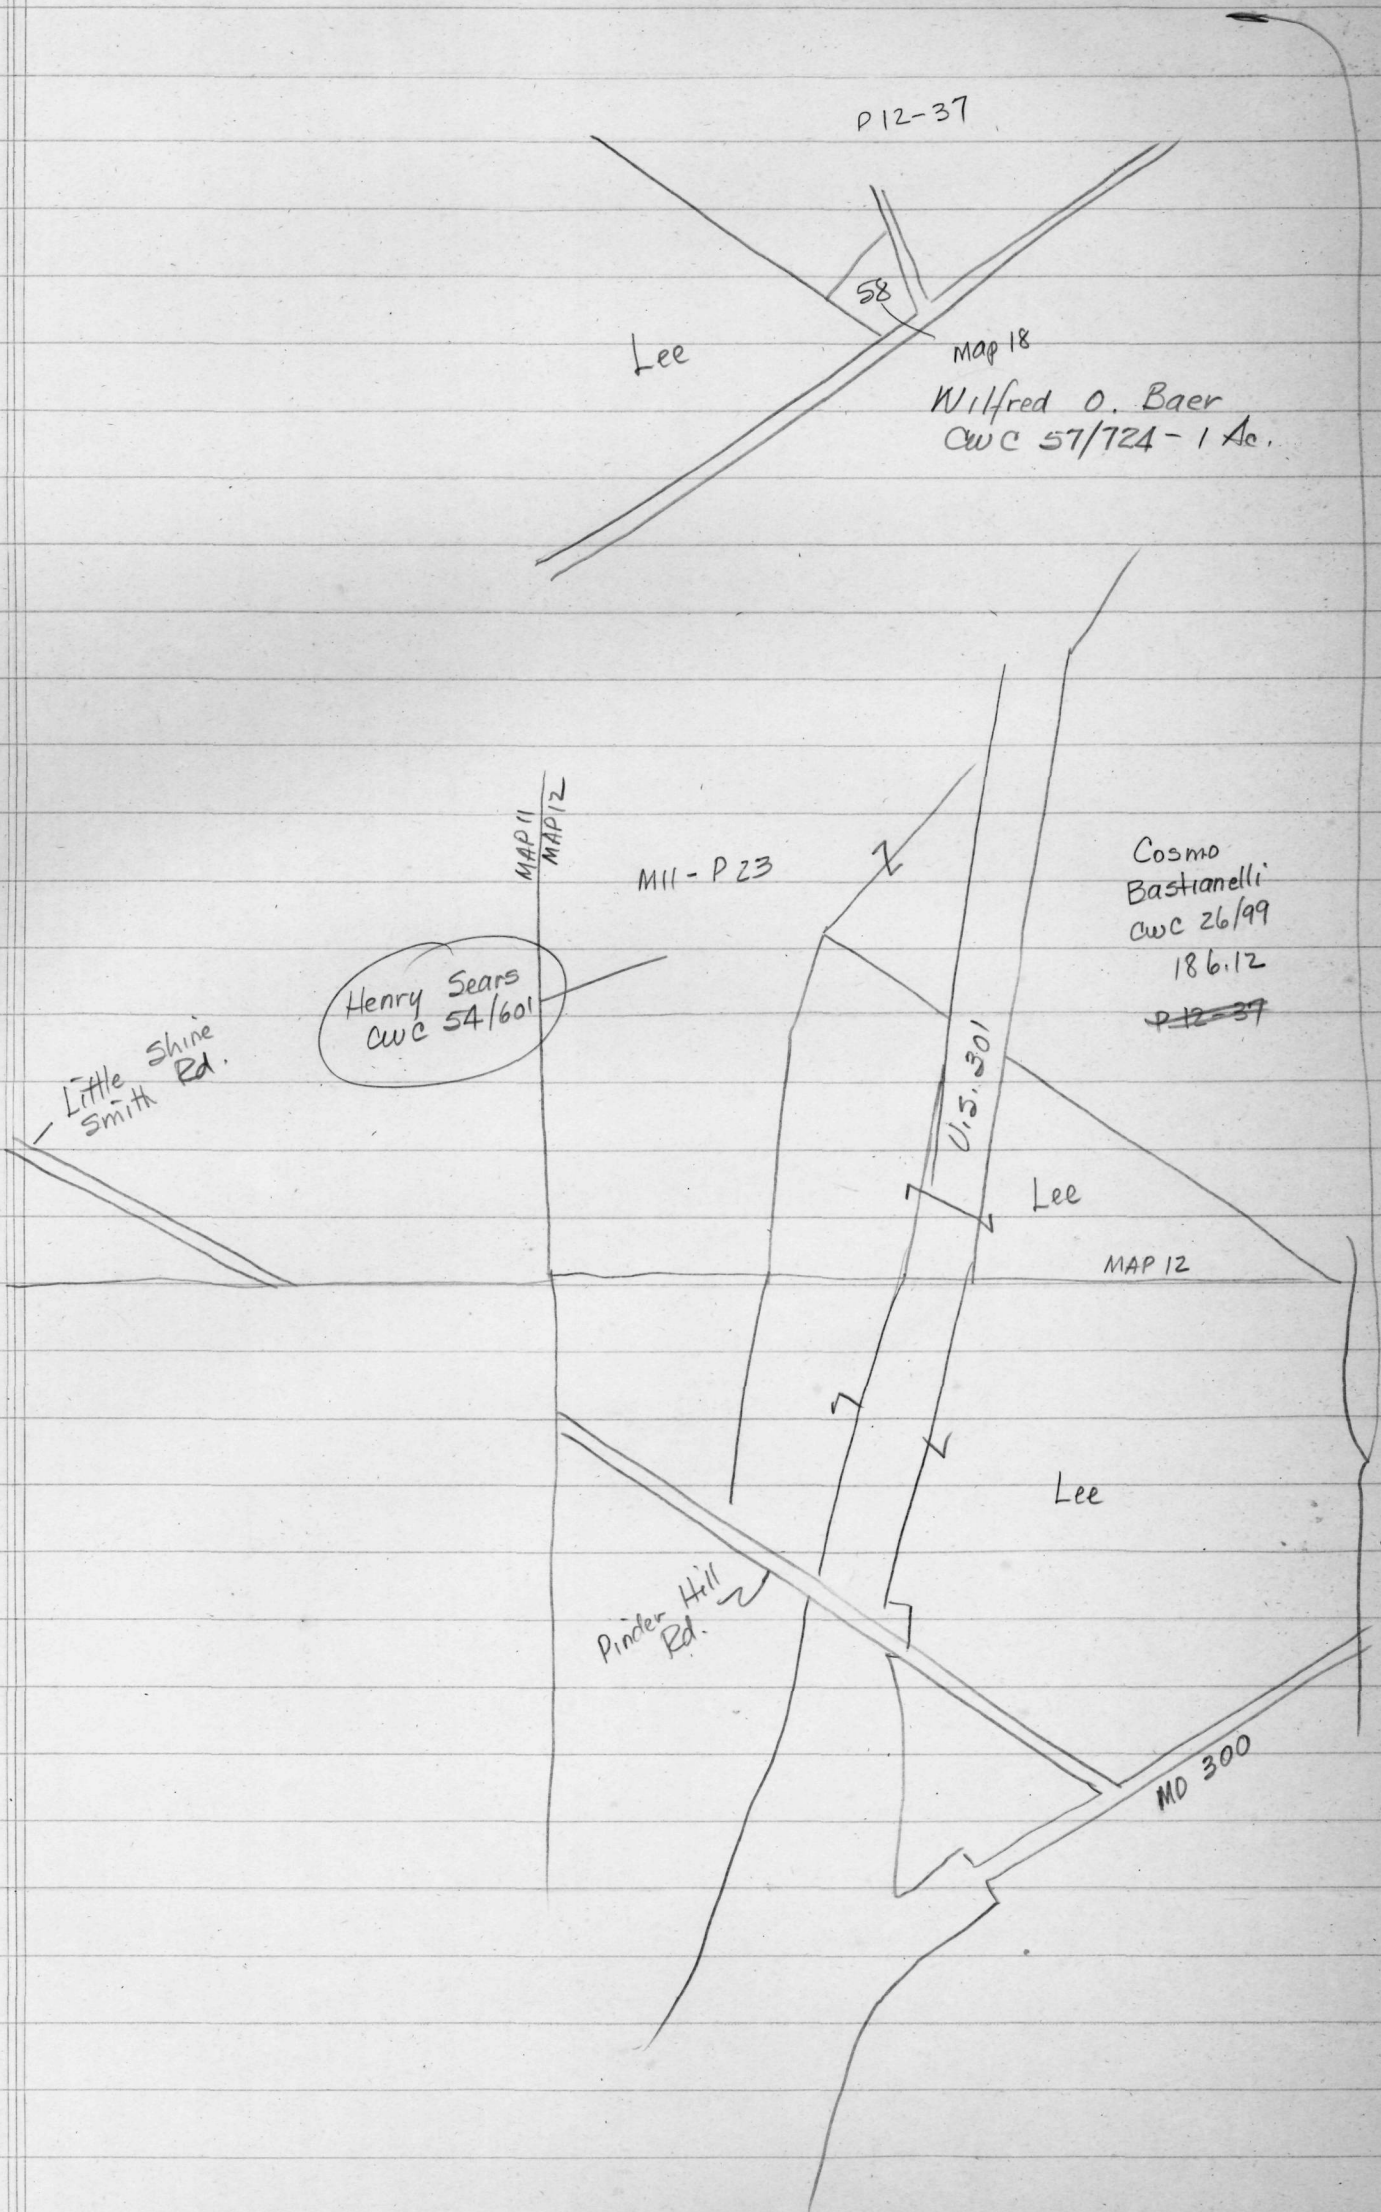 P12-37
58
Lee
Map 18
Wilfred O. Baer
CWC 57/724 - 1 Ac.
MAP 11
MAP 12
M11 - P 23
Cosmo
Bastianelli
CWC 26/99
186.12
P 12-37
Henry Sears
CWC 54/601
Little Shine
Smith Rd.
U.S. 301
Lee
MAP 12
Lee
Pinder Hill
Rd.
MD 300